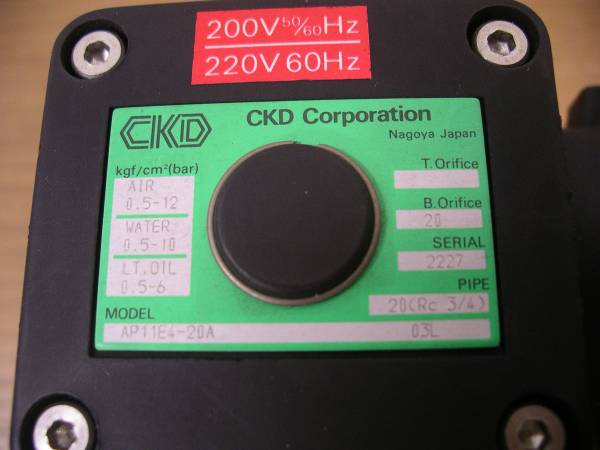 200V 50/60Hz
220V 60Hz
CKD
CKD Corporation
Nagoya Japan
kgf/cm²(bar)
AIR
0.5-12
WATER
0.5-10
LT.OIL
0.5-6
T.Orifice
B.Orifice
20
SERIAL
2227
PIPE
20(Rc 3/4)
MODEL
AP11E4-20A 03L